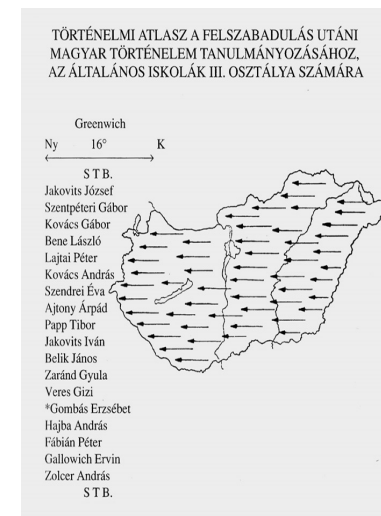 TÖRTÉNELMI ATLASZ A FELSZABADULÁS UTÁNI
MAGYAR TÖRTÉNELEM TANULMÁNYOZÁSÁHOZ,
AZ ÁLTALÁNOS ISKOLÁK III. OSZTÁLYA SZÁMÁRA
Greenwich
Ny 16° K
S T B.
Jakovits József
Szentpéteri Gábor
Kovács Gábor
Bene László
Lajtai Péter
Kovács András
Szendrei Éva
Ajtony Árpád
Papp Tibor
Jakovits Iván
Belik János
Zaránd Gyula
Veres Gizi
*Gombás Erzsébet
Hajba András
Fábián Péter
Gallowich Ervin
Zolcer András
S T B.